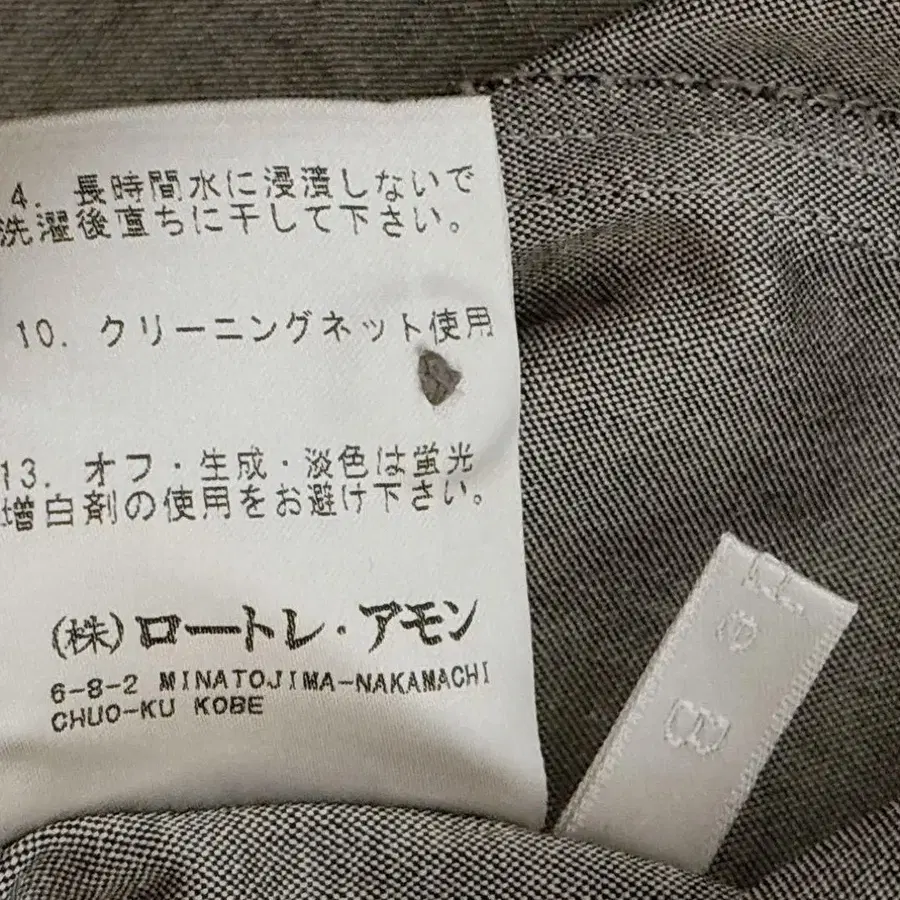 4. 長時間水に浸漬しないで
洗濯後直ちに干して下さい。
10. クリーニングネット使用
13. オフ・生成・淡色は蛍光
増白剤の使用をお避け下さい。
(株)ロートレ・アモン
6-8-2 MINATOJIMA-NAKAMACHI
CHUO-KU KOBE